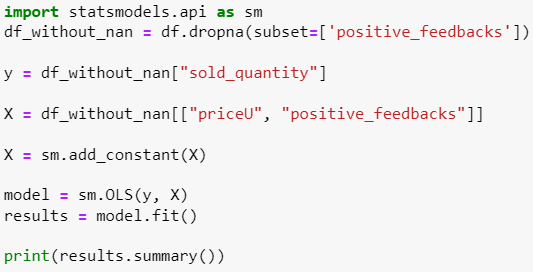 import statsmodels.api as sm
df_without_nan = df.dropna(subset=['positive_feedbacks'])
y = df_without_nan["sold_quantity"]
X = df_without_nan[["priceU", "positive_feedbacks"]]
X = sm.add_constant(X)
model = sm.OLS(y, X)
results = model.fit()
print(results.summary())